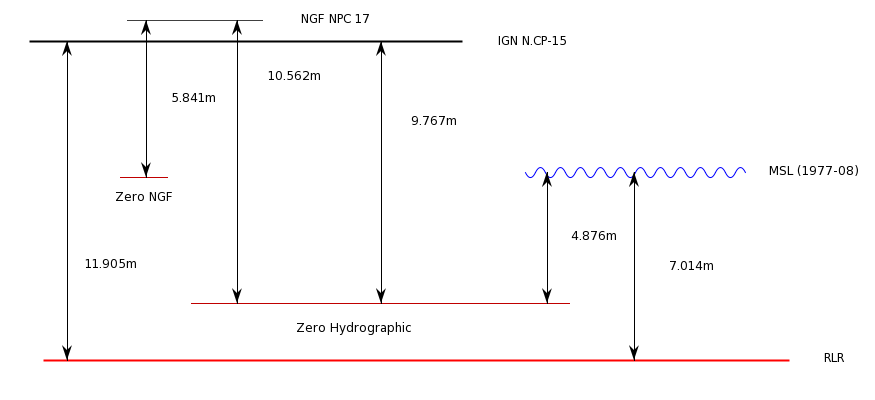 NGF NPC 17
IGN N.CP-15
10.562m
5.841m
9.767m
MSL (1977-08)
Zero NGF
4.876m
11.905m
7.014m
Zero Hydrographic
RLR